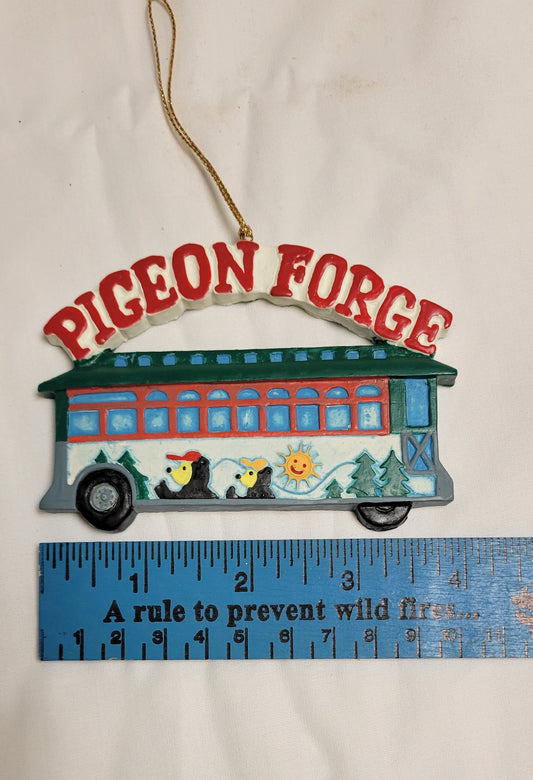 PIGEON FORGE
1 2 3 4
A rule to prevent wild fires...
1 2 3 4 5 6 7 8 9 10 11